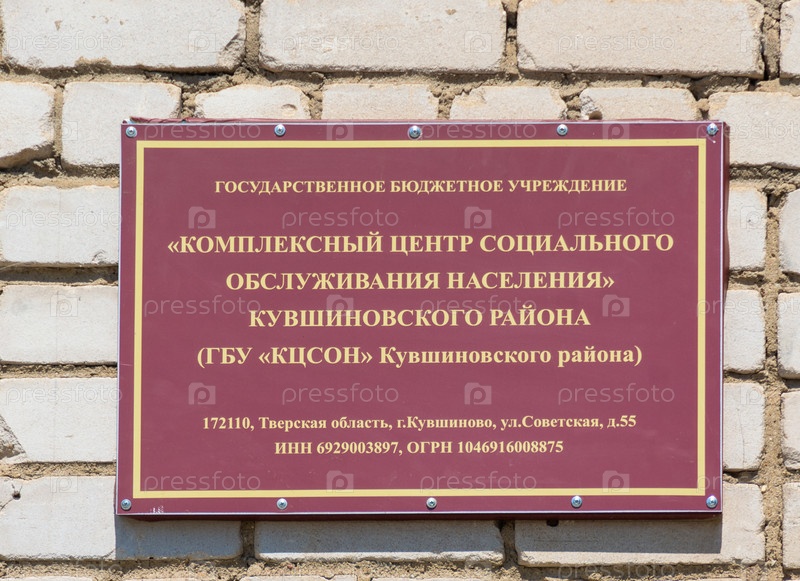 ГОСУДАРСТВЕННОЕ БЮДЖЕТНОЕ УЧРЕЖДЕНИЕ
«КОМПЛЕКСНЫЙ ЦЕНТР СОЦИАЛЬНОГО
ОБСЛУЖИВАНИЯ НАСЕЛЕНИЯ»
КУВШИНОВСКОГО РАЙОНА
(ГБУ «КЦСОН» Кувшиновского района)
172110, Тверская область, г.Кувшиново, ул.Советская, д.55
ИНН 6929003897, ОГРН 1046916008875
pressfoto